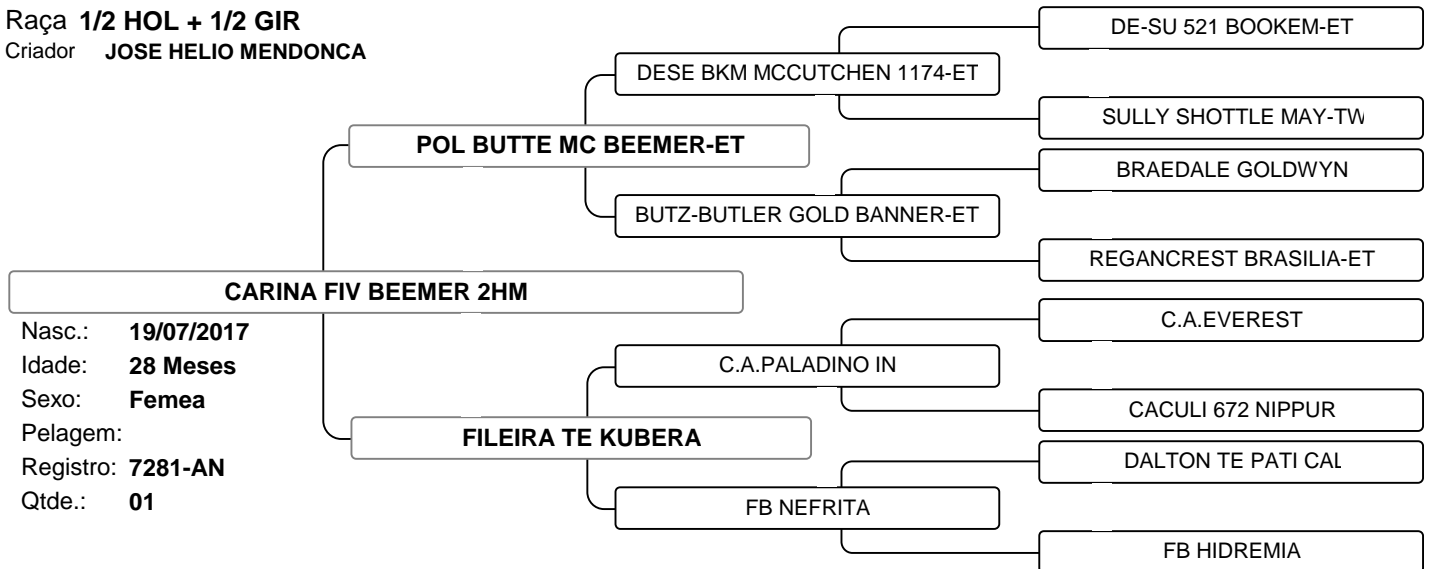 Raça 1/2 HOL + 1/2 GIR
Criador JOSE HELIO MENDONCA
DE-SU 521 BOOKEM-ET
DESE BKM MCCUTCHEN 1174-ET
SULLY SHOTTLE MAY-TW
POL BUTTE MC BEEMER-ET
BRAEDALE GOLDWYN
BUTZ-BUTLER GOLD BANNER-ET
REGANCREST BRASILIA-ET
CARINA FIV BEEMER 2HM
Nasc.: 19/07/2017
Idade: 28 Meses
Sexo: Femea
Pelagem:
Registro: 7281-AN
Qtde.: 01
C.A.EVEREST
C.A.PALADINO IN
CACULI 672 NIPPUR
FILEIRA TE KUBERA
DALTON TE PATI CAL
FB NEFRITA
FB HIDREMIA